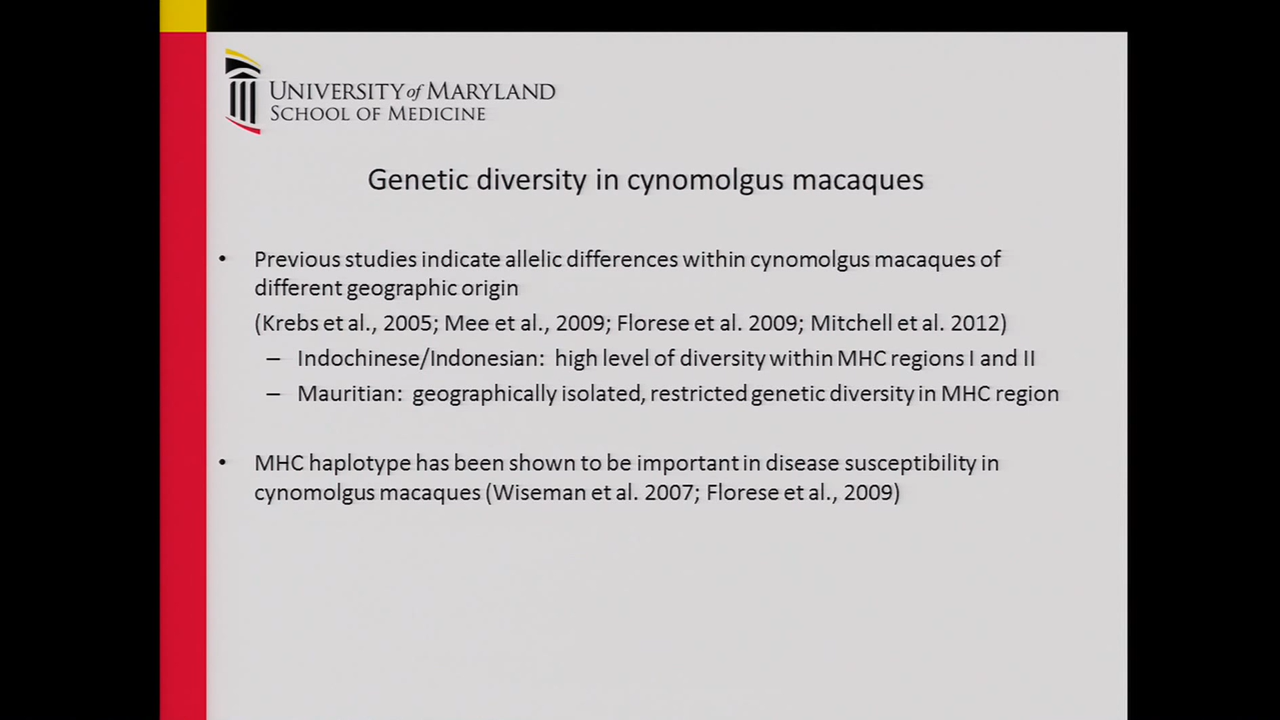 UNIVERSITY of MARYLAND
SCHOOL OF MEDICINE
Genetic diversity in cynomolgus macaques
• Previous studies indicate allelic differences within cynomolgus macaques of
different geographic origin
(Krebs et al., 2005; Mee et al., 2009; Florese et al. 2009; Mitchell et al. 2012)
– Indochinese/Indonesian: high level of diversity within MHC regions I and II
– Mauritian: geographically isolated, restricted genetic diversity in MHC region
• MHC haplotype has been shown to be important in disease susceptibility in
cynomolgus macaques (Wiseman et al. 2007; Florese et al., 2009)